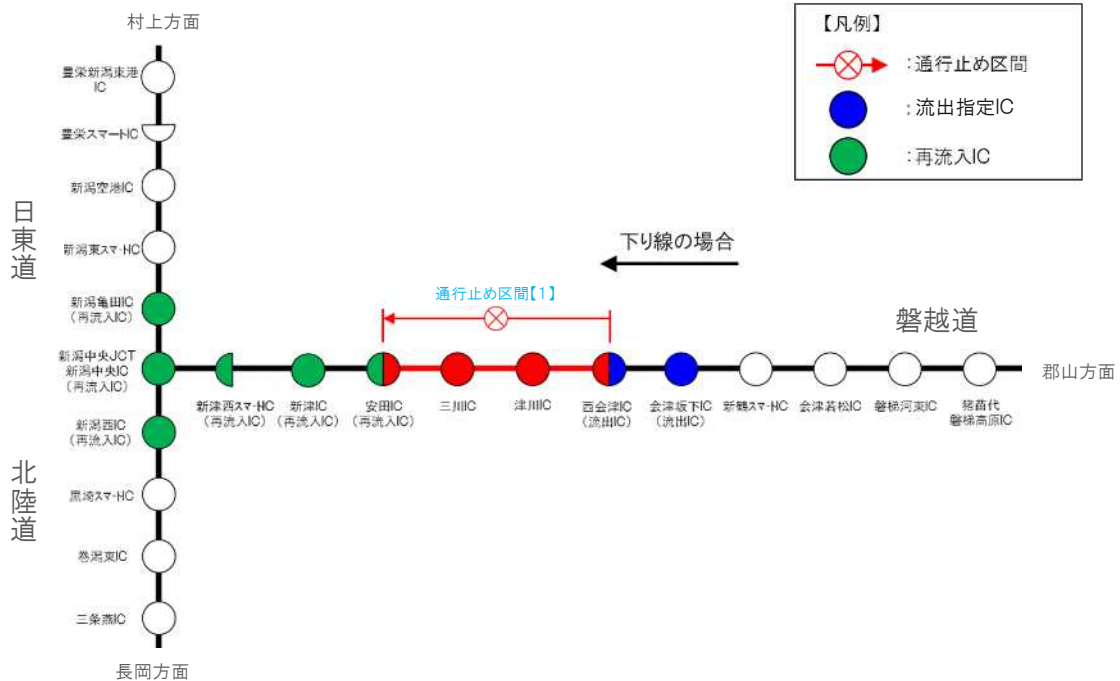 村上方面
【凡例】
:通行止め区間
:流出指定IC
:再流入IC
豊栄新潟東港
IC
豊栄スマートIC
新潟空港IC
新潟東スマートIC
新潟亀田IC
(再流入IC)
新潟中央JCT
新潟中央IC
(再流入IC)
新潟西IC
(再流入IC)
黒埼スマートIC
巻潟東IC
三条燕IC
長岡方面
日東道
北陸道
下り線の場合
通行止め区間【1】
磐越道
郡山方面
新津西スマートIC
(再流入IC)
新津IC
(再流入IC)
安田IC
(再流入IC)
三川IC
津川IC
西会津IC
(流出IC)
会津坂下IC
(流出IC)
新鶴スマートIC
会津若松IC
磐梯河東IC
猪苗代
磐梯高原IC